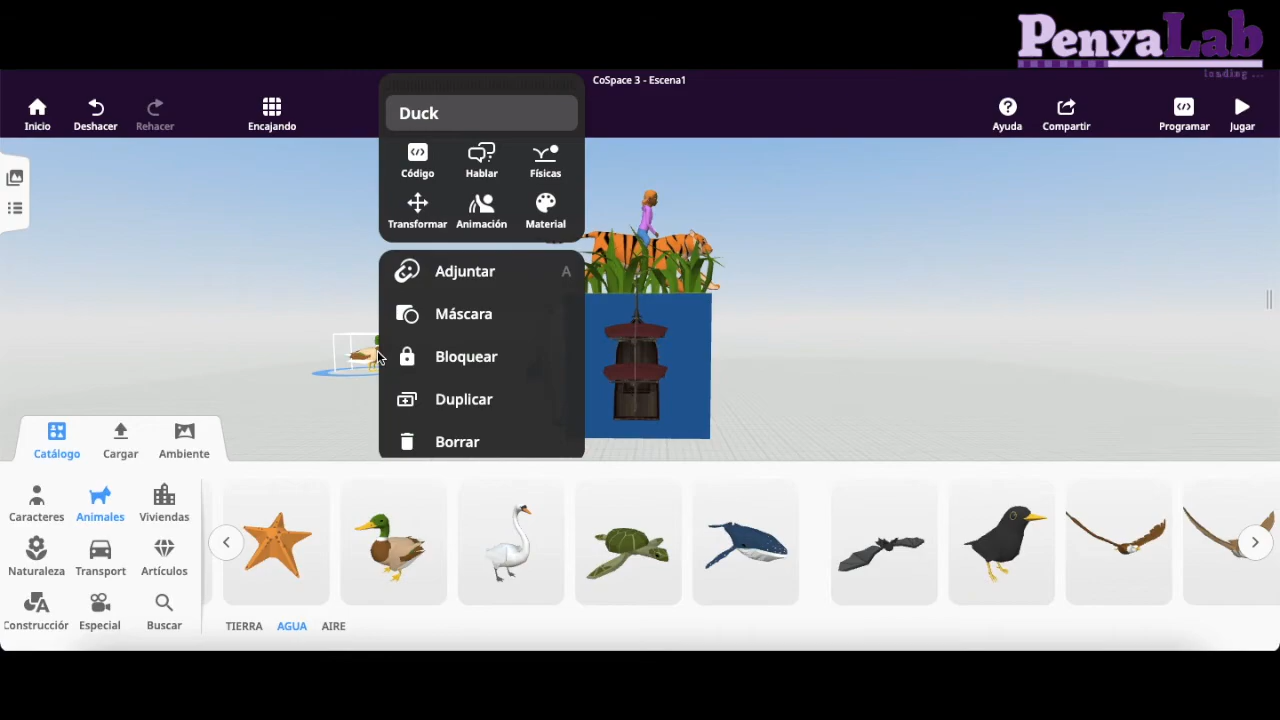 PenyaLab
loading ...
CoSpace 3 - Escena1
Inicio
Deshacer
Rehacer
Encajando
Ayuda
Compartir
Programar
Jugar
Duck
Código
Hablar
Físicas
Transformar
Animación
Material
Adjuntar A
Máscara
Bloquear
Duplicar
Borrar
Catálogo
Cargar
Ambiente
Caracteres
Animales
Viviendas
Naturaleza
Transport
Artículos
Construcción
Especial
Buscar
TIERRA
AGUA
AIRE